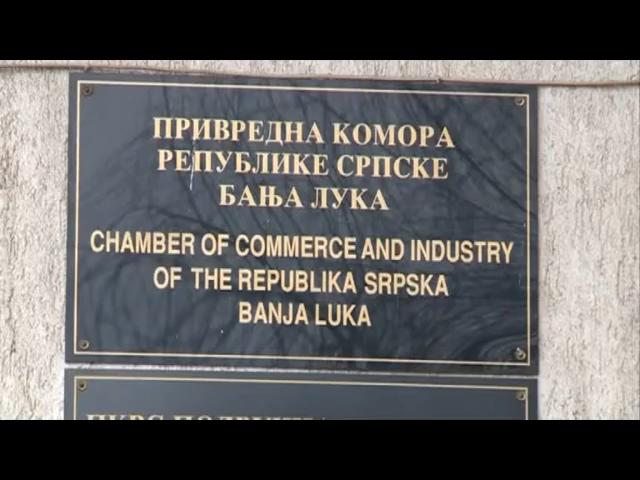 ПРИВРЕДНА КОМОРА
РЕПУБЛИКЕ СРПСКЕ
БАЊА ЛУКА
CHAMBER OF COMMERCE AND INDUSTRY
OF THE REPUBLIKA SRPSKA
BANJA LUKA